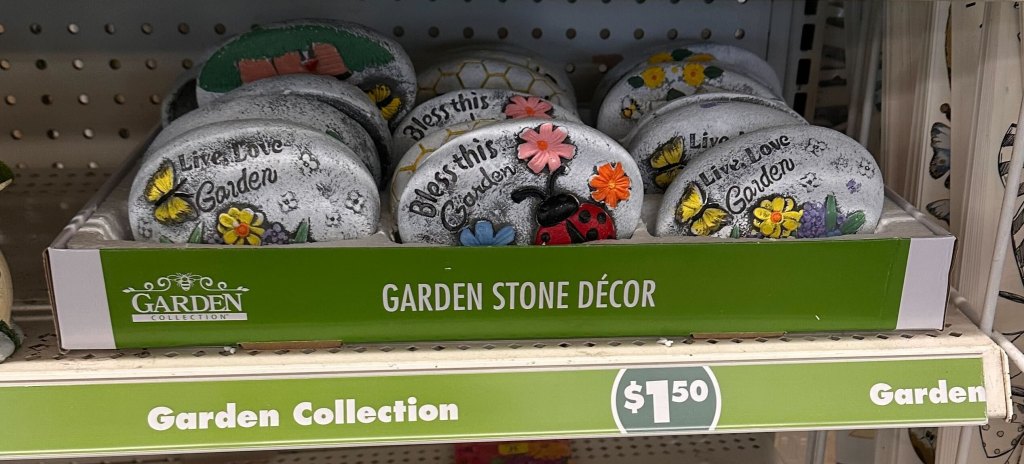 Bless this
Live, Love
Garden
Bless this
Garden
Live,
Live, Love
Garden
GARDEN
COLLECTION
GARDEN STONE DÉCOR
Garden Collection
$1.50
Garden